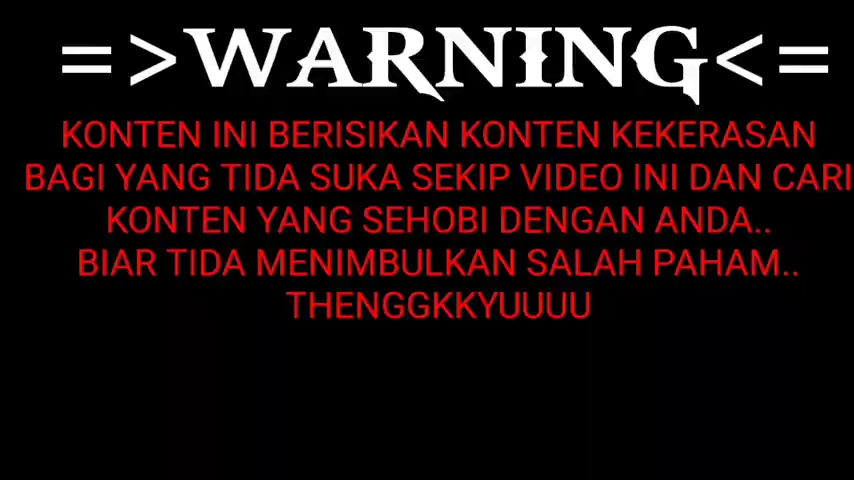 =>WARNING<=
KONTEN INI BERISIKAN KONTEN KEKERASAN
BAGI YANG TIDA SUKA SEKIP VIDEO INI DAN CARI
KONTEN YANG SEHOBI DENGAN ANDA..
BIAR TIDA MENIMBULKAN SALAH PAHAM..
THENGGKKYUUUU